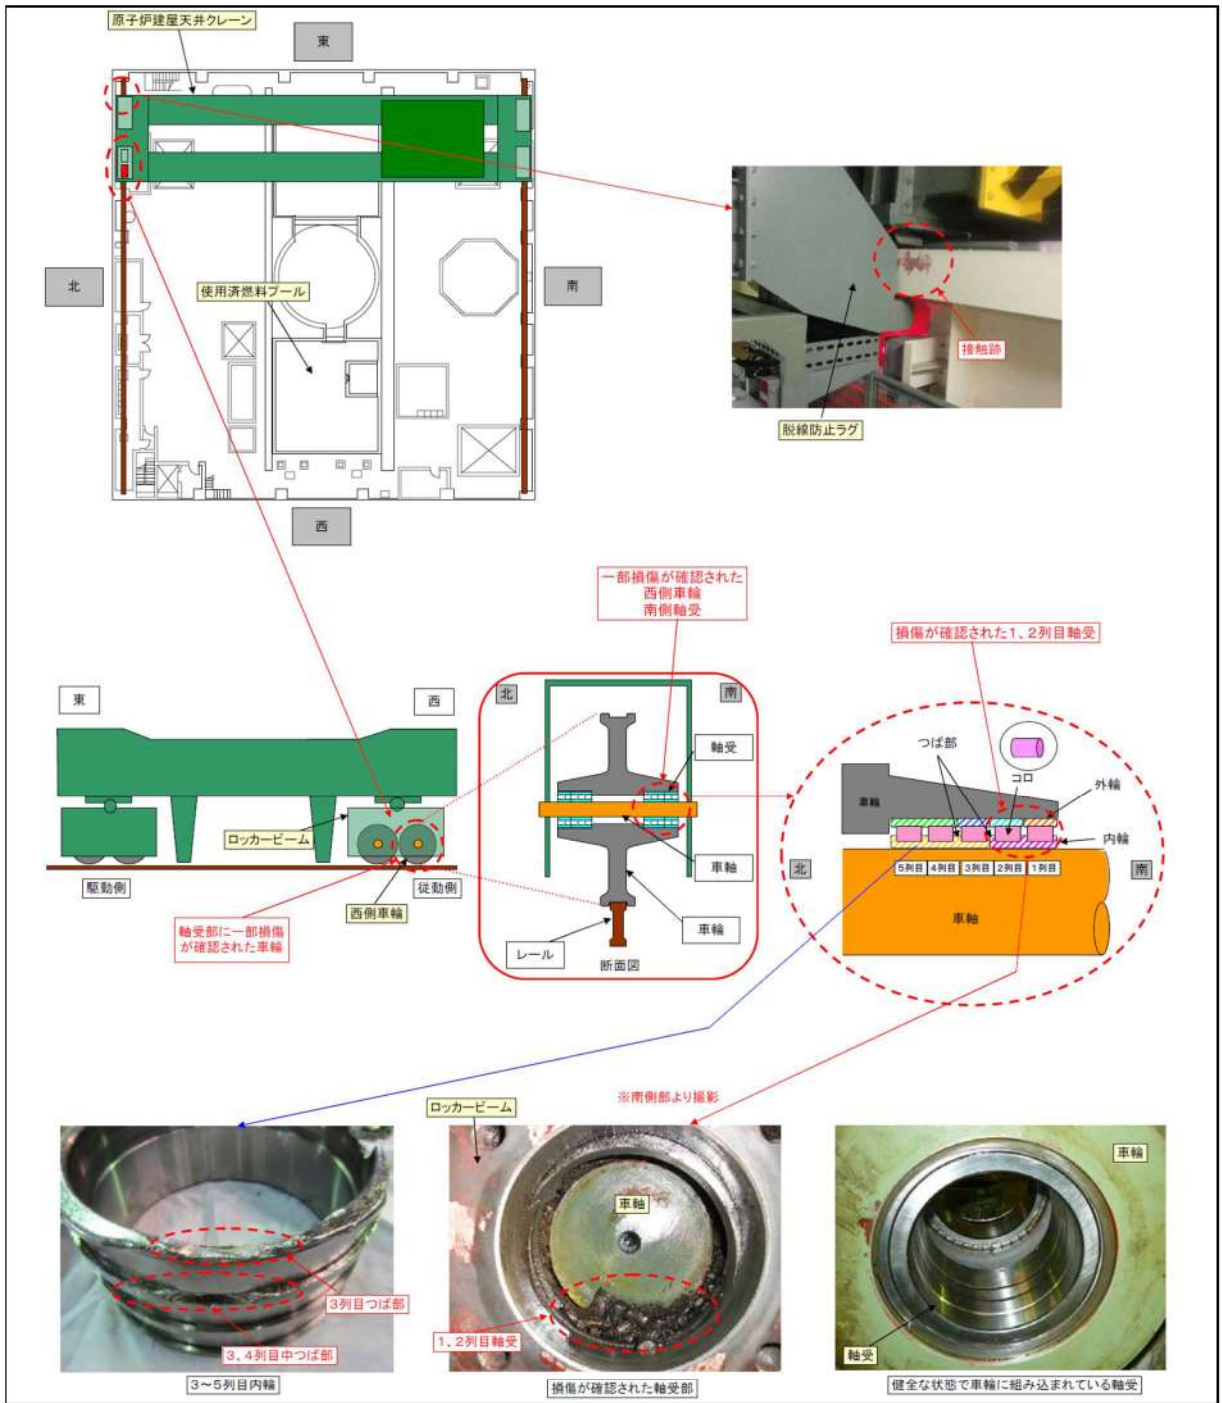 原子炉建屋天井クレーン
東
北
南
使用済燃料プール
接触跡
脱線防止ラグ
西
一部損傷が確認された
西側車輪
南側軸受
損傷が確認された1、2列目軸受
東
西
北
南
つば部
コロ
軸受
外輪
車輪
内輪
ロッカービーム
車軸
北
5列目
4列目
3列目
2列目
1列目
南
駆動側
従動側
西側車輪
車軸
軸受部に一部損傷
が確認された車輪
車輪
レール
断面図
※南側部より撮影
ロッカービーム
車輪
車軸
3列目つば部
1、2列目軸受
3、4列目中つば部
軸受
3~5列目内輪
損傷が確認された軸受部
健全な状態で車輪に組み込まれている軸受